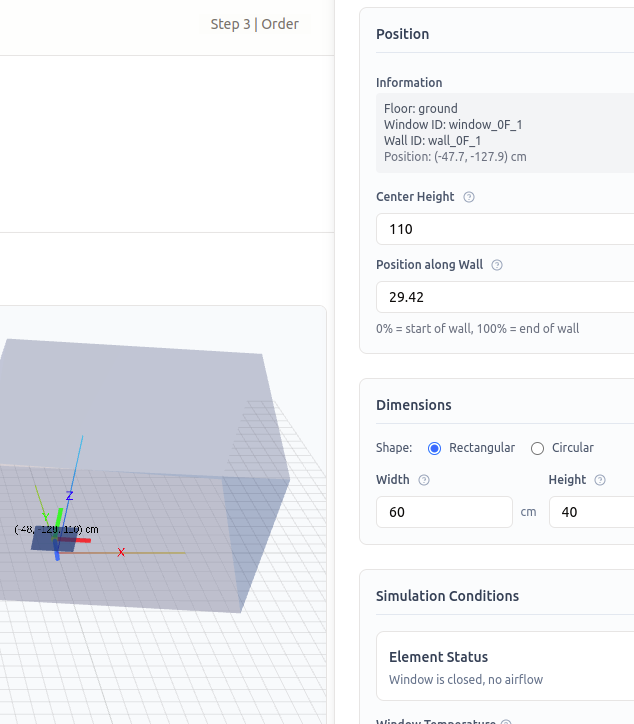 Step 3 | Order
Position
Information
Floor: ground
Window ID: window_0F_1
Wall ID: wall_0F_1
Position: (-47.7, -127.9) cm
Center Height
110
Position along Wall
29.42
0% = start of wall, 100% = end of wall
Dimensions
Shape: Rectangular Circular
Width Height
60 cm 40
Simulation Conditions
Element Status
Window is closed, no airflow
Window Temperature
Z
Y
(-48, -128, 110) cm
X